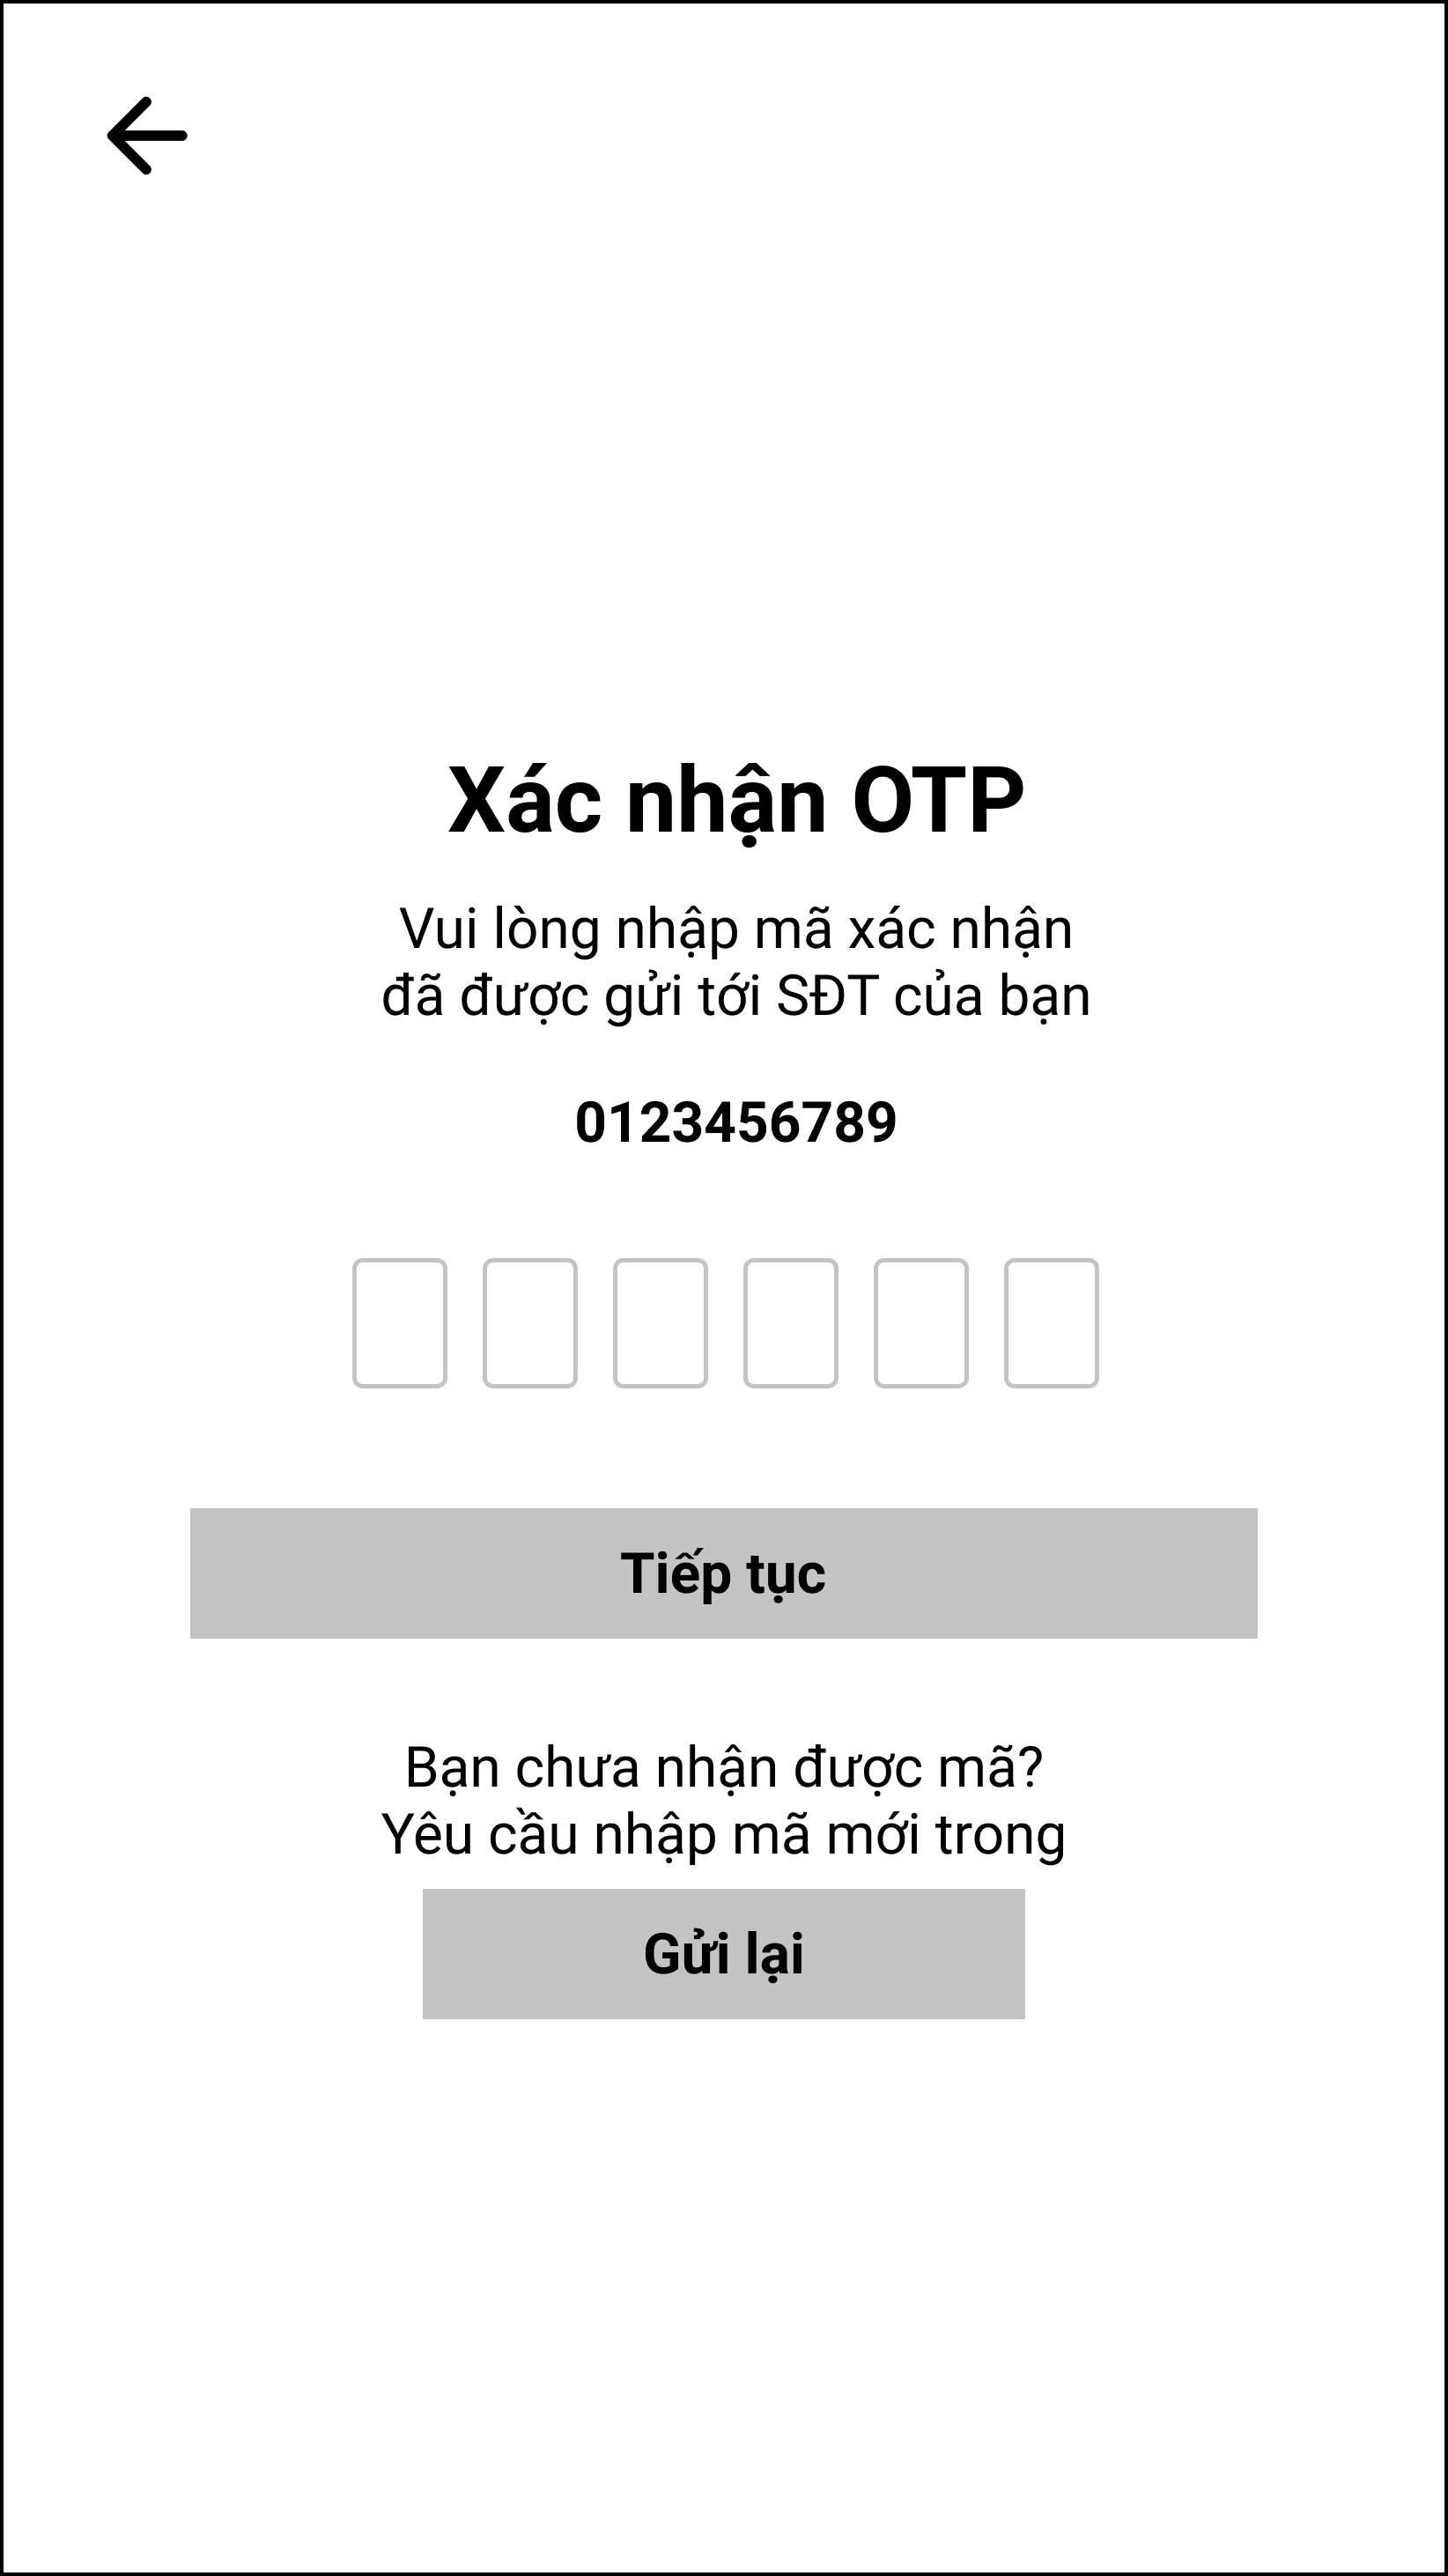 Xác nhận OTP
Vui lòng nhập mã xác nhận
đã được gửi tới SĐT của bạn
0123456789
Tiếp tục
Bạn chưa nhận được mã?
Yêu cầu nhập mã mới trong
Gửi lại